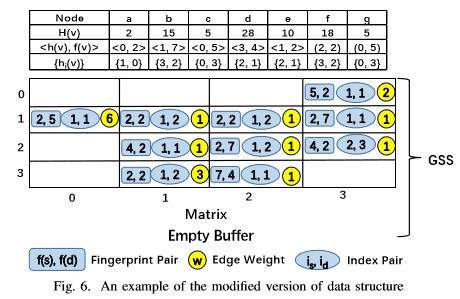 Node a b c d e f g
H(v) 2 15 5 28 10 18 5
<h(v), f(v)> <0, 2> <1, 7> <0, 5> <3, 4> <1, 2> (2, 2) (0, 5)
{hᵢ(v)} {1, 0} {3, 2} {0, 3} {2, 1} {2, 1} {3, 2} {0, 3}
0 5, 2 1, 1 2
1 2, 5 1, 1 6 2, 2 1, 2 1 2, 2 1, 2 1 2, 7 1, 1 1
2 4, 2 1, 1 1 2, 7 1, 2 1 4, 2 2, 3 1
3 2, 2 1, 2 3 7, 4 1, 1 1
GSS
0 1 2 3
Matrix
Empty Buffer
f(s), f(d) Fingerprint Pair w Edge Weight iₛ, i_d Index Pair
Fig. 6. An example of the modified version of data structure